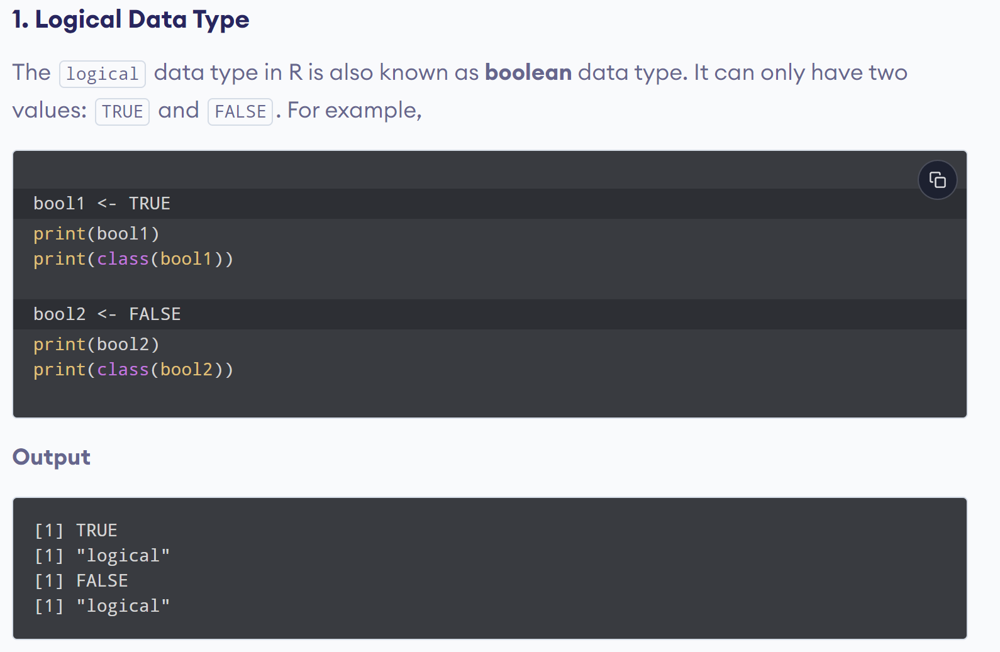 1. Logical Data Type
The logical data type in R is also known as boolean data type. It can only have two
values: TRUE and FALSE. For example,
bool1 <- TRUE
print(bool1)
print(class(bool1))
bool2 <- FALSE
print(bool2)
print(class(bool2))
Output
[1] TRUE
[1] "logical"
[1] FALSE
[1] "logical"